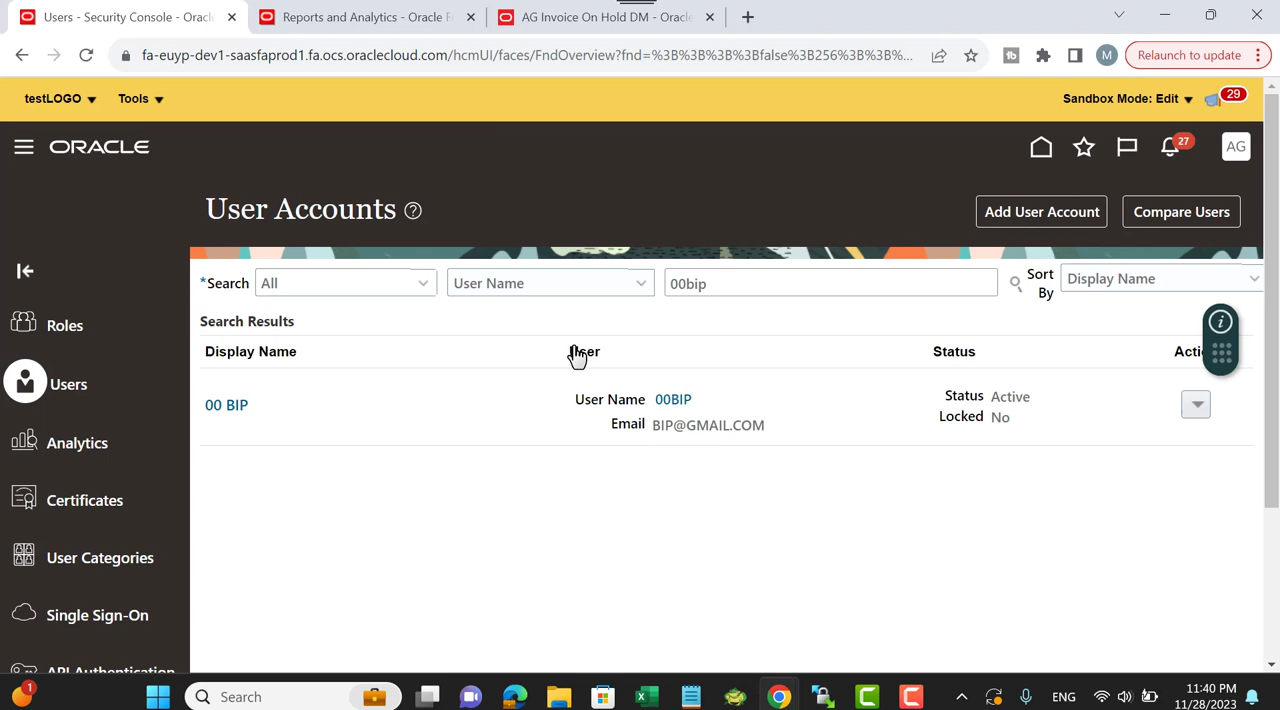 Users - Security Console - Oracle
Reports and Analytics - Oracle F
AG Invoice On Hold DM - Oracle
fa-euyp-dev1-saasfaprod1.fa.ocs.oraclecloud.com/hcmUI/faces/FndOverview?fnd=%3B%3B%3B%3Bfalse%3B256%3B%3B%...
M
Relaunch to update
testLOGO
Tools
Sandbox Mode: Edit
29
ORACLE
27
AG
User Accounts
Add User Account
Compare Users
*Search
All
User Name
00bip
Sort By
Display Name
Search Results
Display Name
User
Status
00 BIP
User Name 00BIP
Email BIP@GMAIL.COM
Status Active
Locked No
Roles
Users
Analytics
Certificates
User Categories
Single Sign-On
API Authentication
1
Search
ENG
11:40 PM
11/28/2023